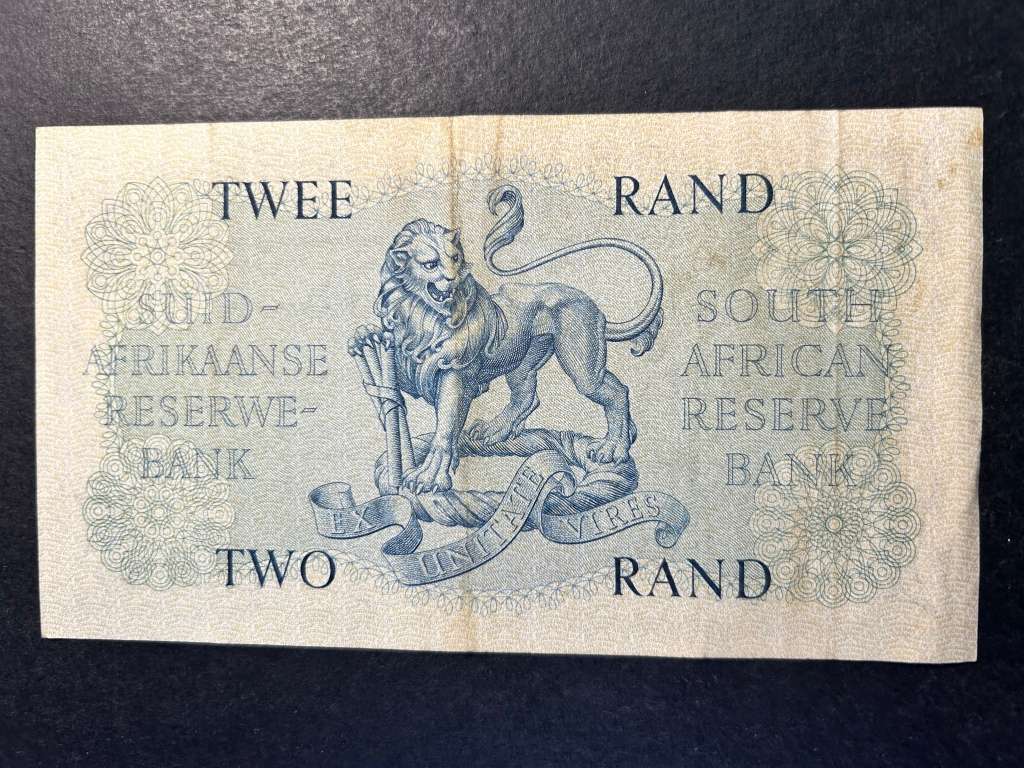 TWEE RAND
SUID-
AFRIKAANSE
RESERWE-
BANK
SOUTH
AFRICAN
RESERVE
BANK
EX UNITATE VIRES
TWO RAND